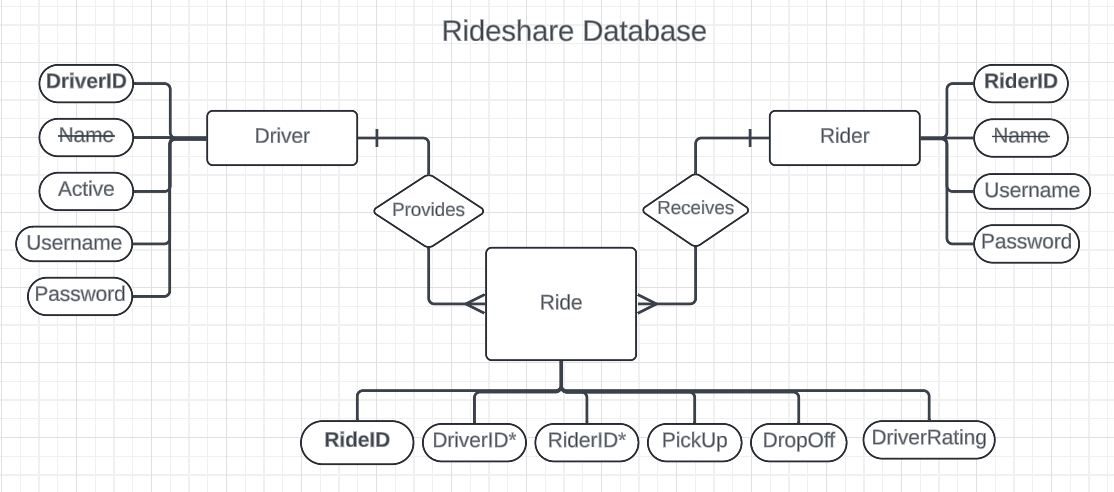 Rideshare Database
DriverID
Name
Active
Username
Password
Driver
Provides
Ride
Receives
Rider
RiderID
Name
Username
Password
RideID
DriverID*
RiderID*
PickUp
DropOff
DriverRating